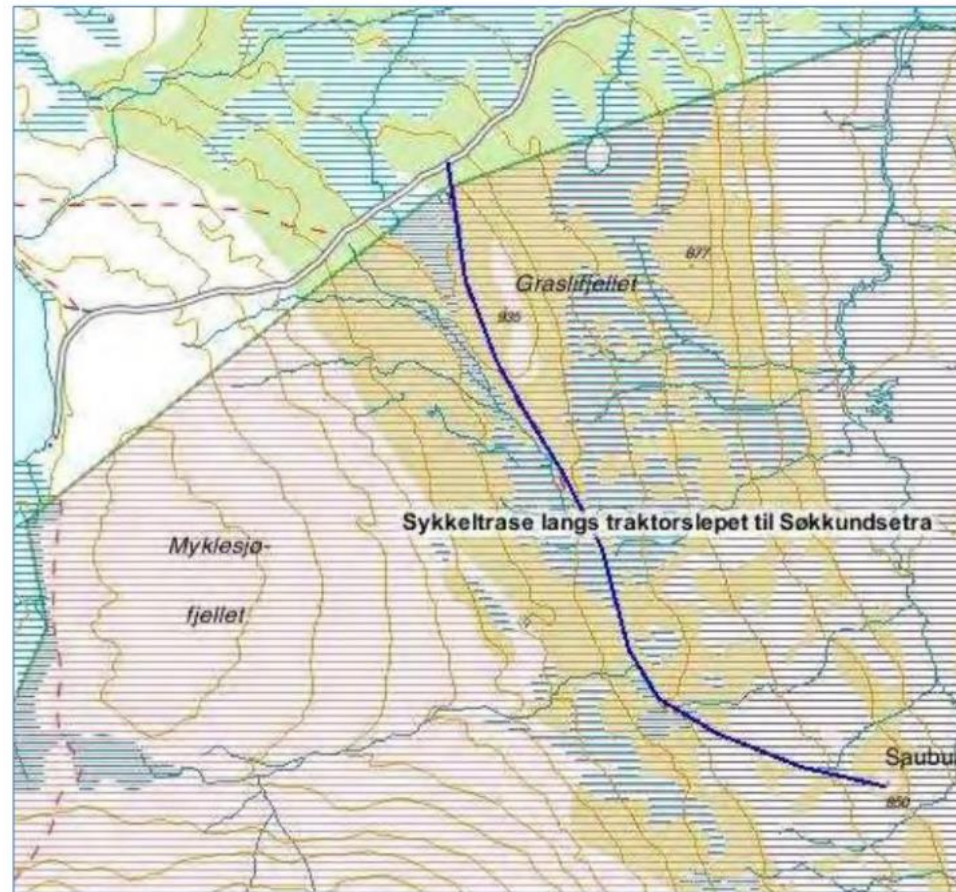 877
Graslifjellet
935
Sykkeltrase langs traktorslepet til Søkkundsetra
Myklesjø-
fjellet
Saubu
850